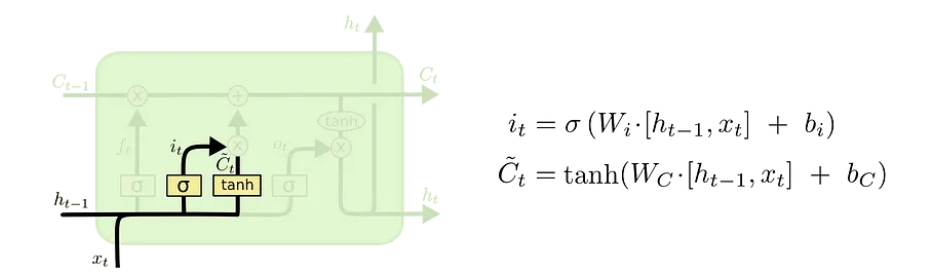 h_t
C_{t-1} C_t
× +
tanh
f_t i_t × o_t ×
C̃_t
σ σ tanh σ
h_{t-1} h_t
x_t
i_t = σ (W_i·[h_{t-1}, x_t] + b_i)
C̃_t = tanh(W_C·[h_{t-1}, x_t] + b_C)